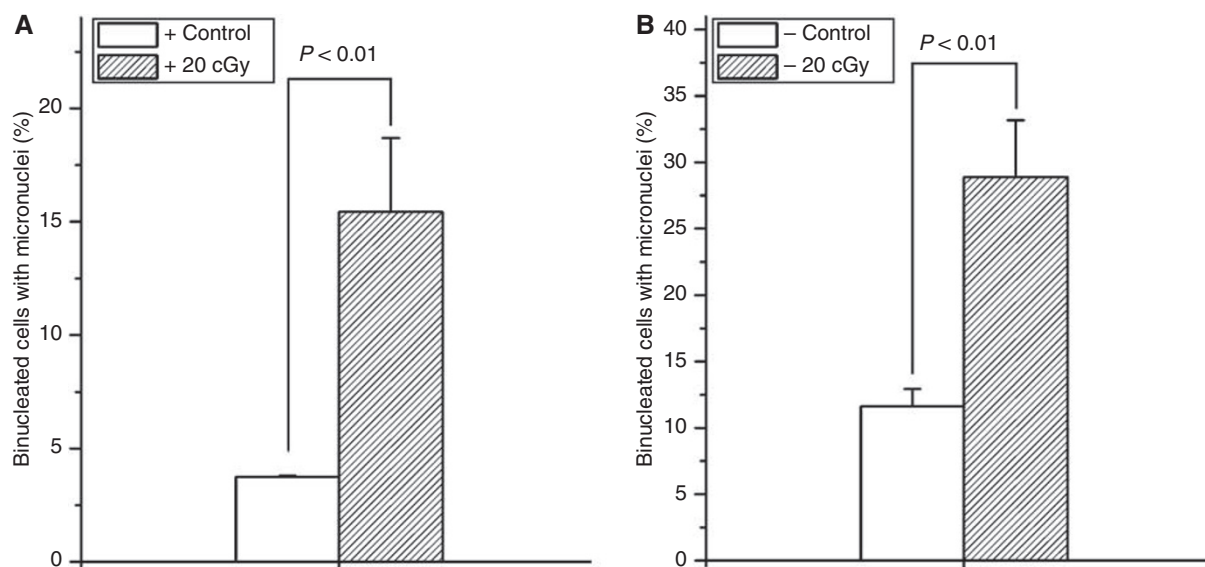 A
+ Control
+ 20 cGy
P < 0.01
Binucleated cells with micronuclei (%)
20
15
10
5
0
B
– Control
– 20 cGy
P < 0.01
Binucleated cells with micronuclei (%)
40
35
30
25
20
15
10
5
0